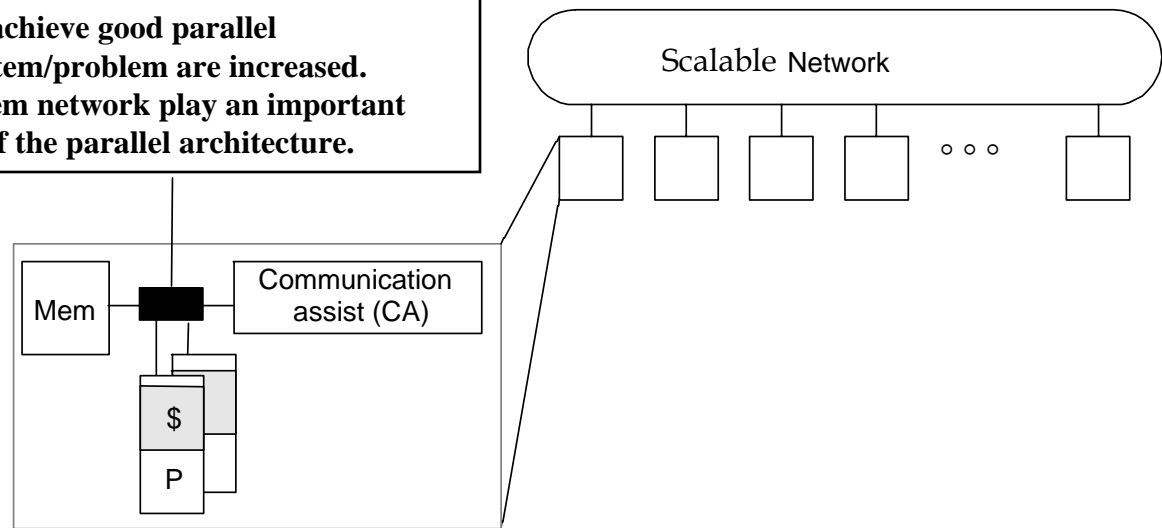 achieve good parallel
tem/problem are increased.
em network play an important
f the parallel architecture.
Scalable Network
° ° °
Mem
Communication
assist (CA)
$
P